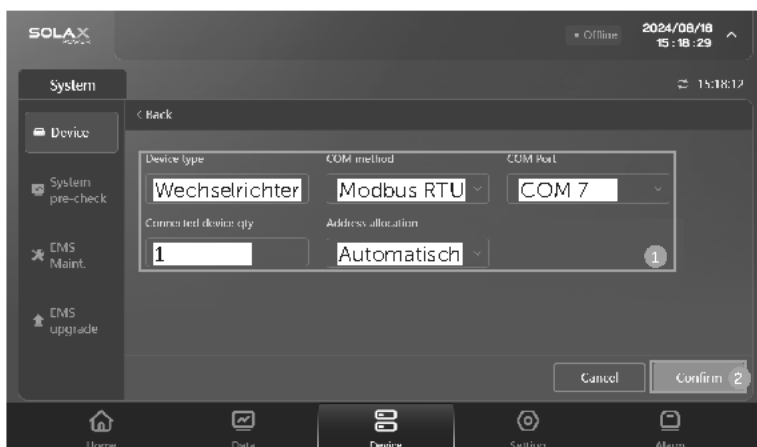 SOLAX
POWER
• Offline
2024/08/18
15:18:29
System
15:18:12
< Back
Device
Device type
COM method
COM Port
Wechselrichter
Modbus RTU
COM 7
System
pre-check
Connected device qty
Address allocation
1
Automatisch
1
EMS
Maint.
EMS
upgrade
Cancel
Confirm
2
Home
Data
Device
Setting
Alarm